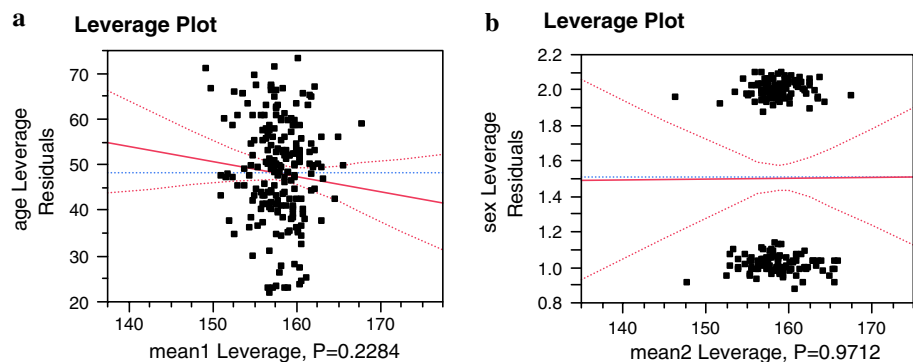 a
Leverage Plot
70
60
50
40
30
20
age Leverage
Residuals
140 150 160 170
mean1 Leverage, P=0.2284
b
Leverage Plot
2.2
2.0
1.8
1.6
1.4
1.2
1.0
0.8
sex Leverage
Residuals
140 150 160 170
mean2 Leverage, P=0.9712